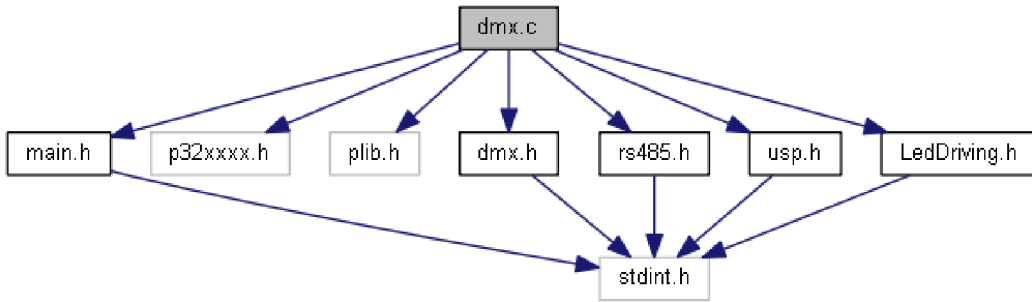 dmx.c
main.h
p32xxxx.h
plib.h
dmx.h
rs485.h
usp.h
LedDriving.h
stdint.h